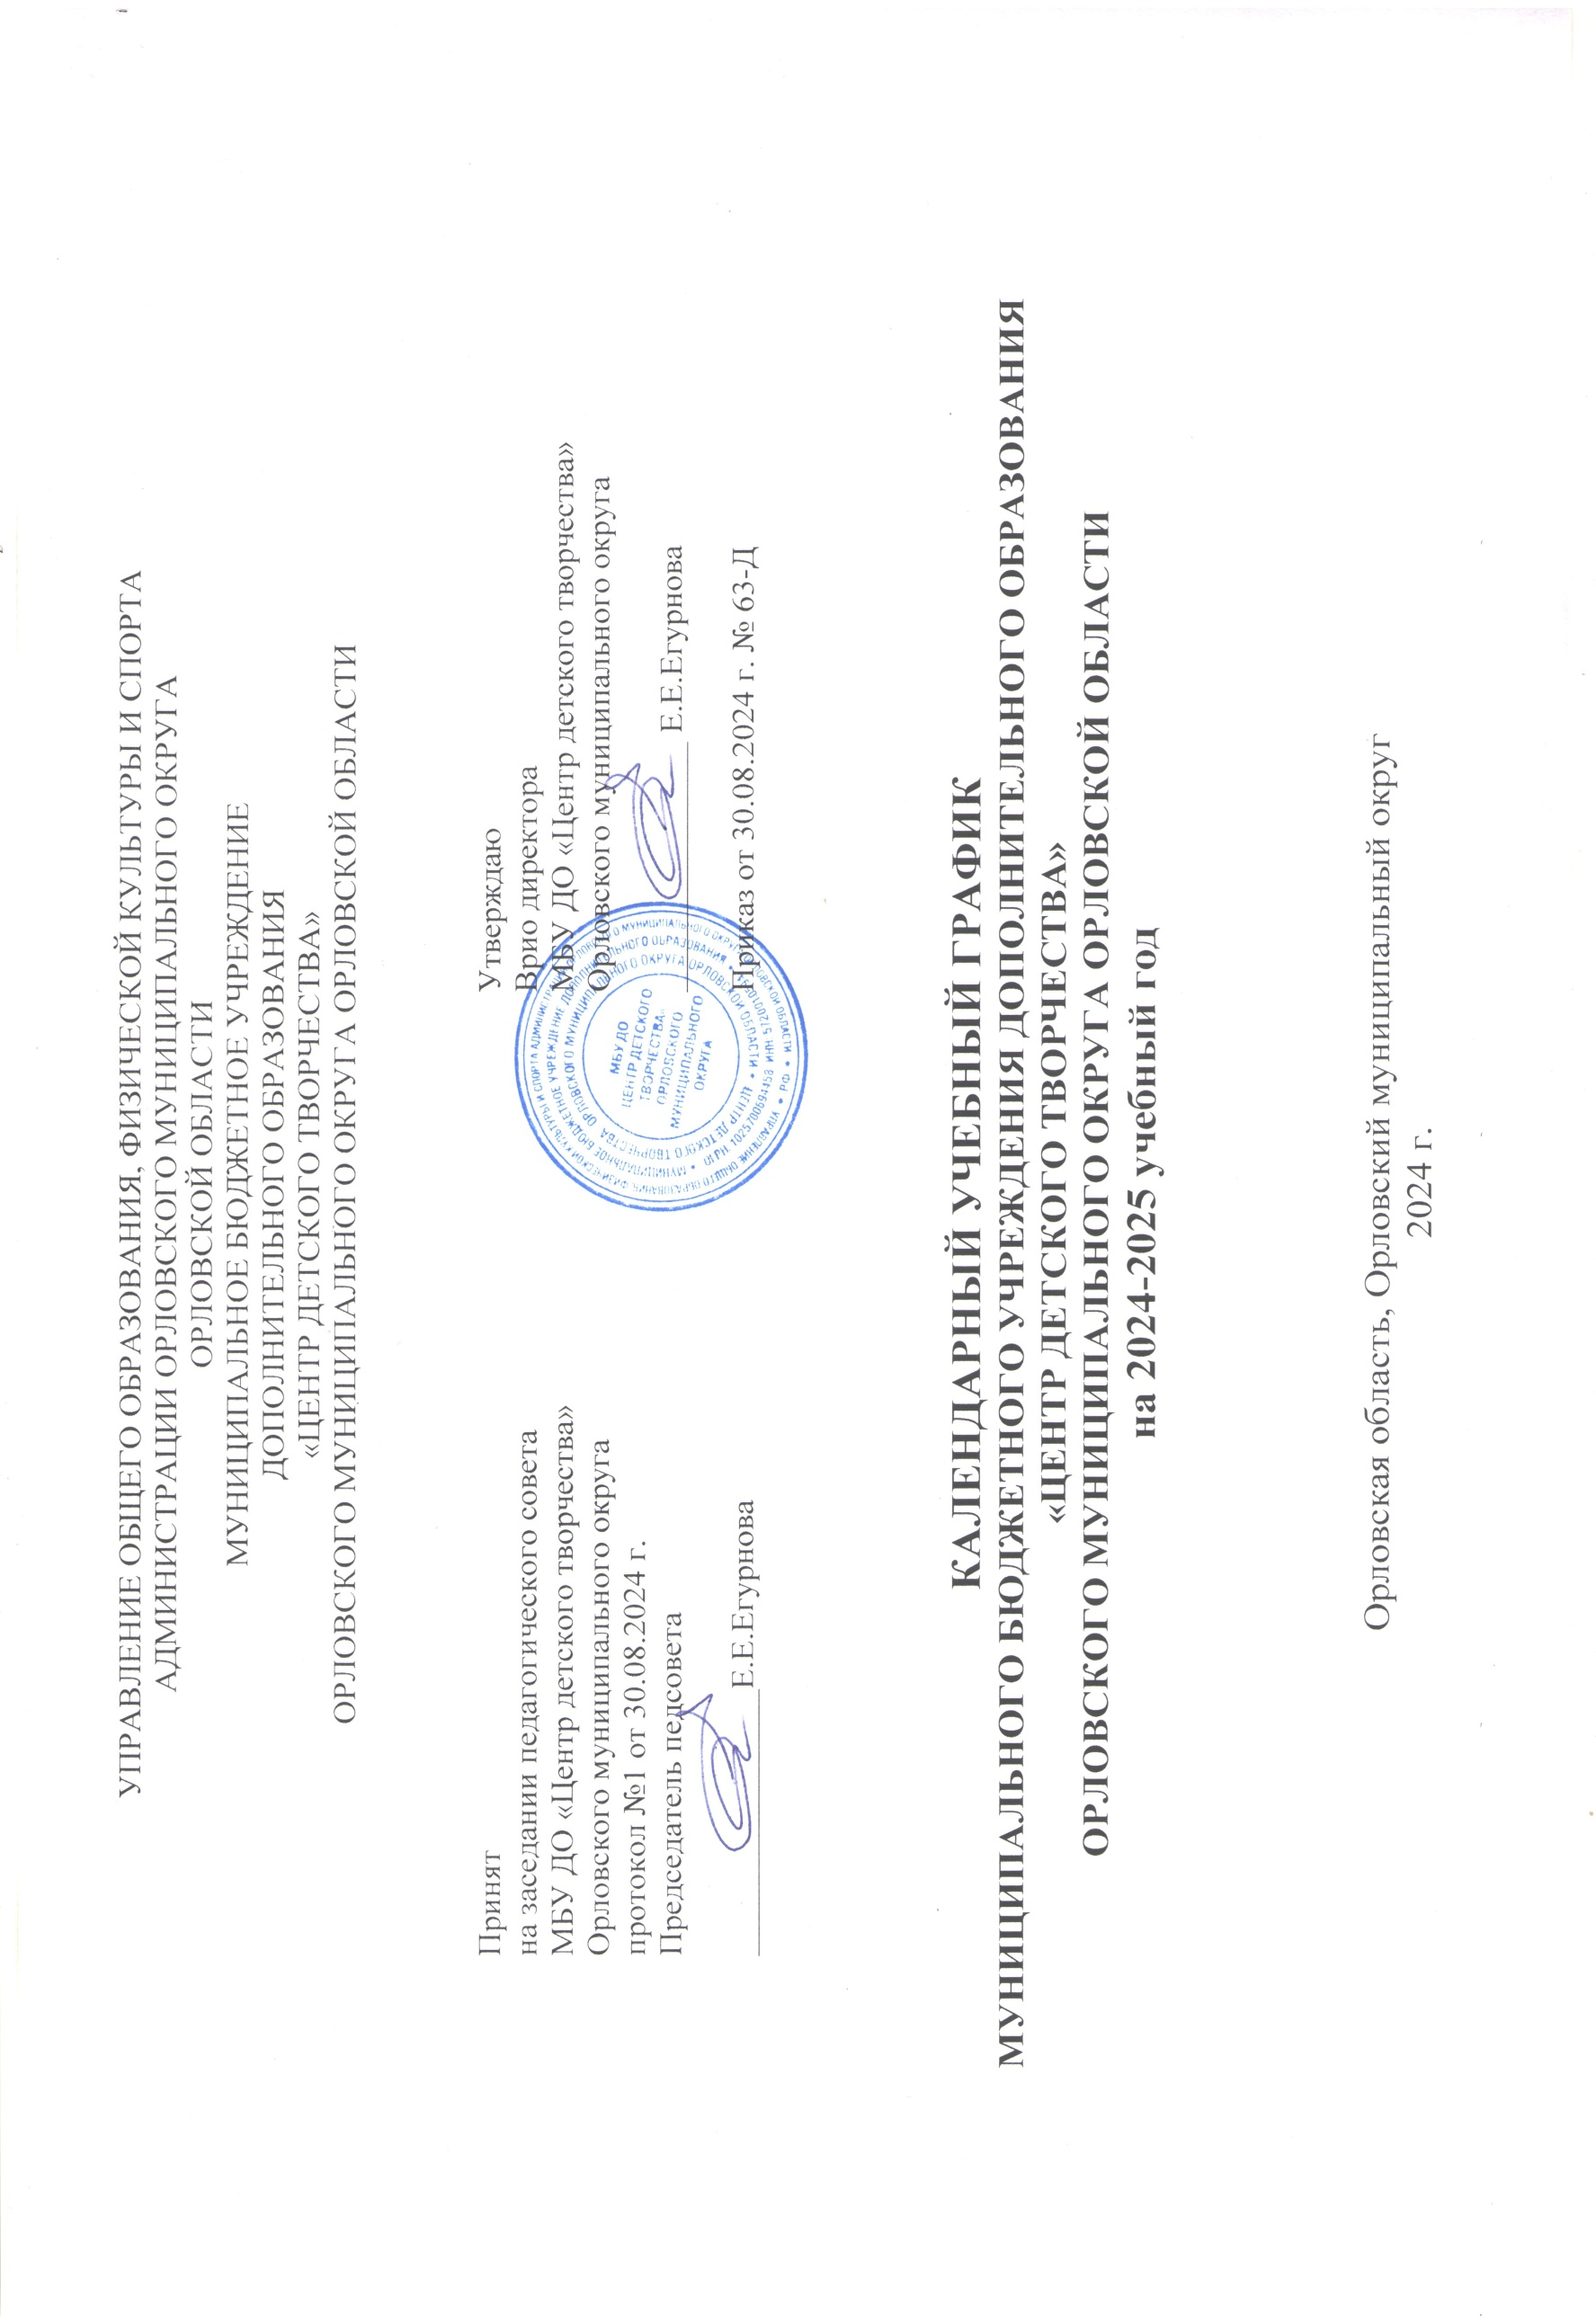 УПРАВЛЕНИЕ ОБЩЕГО ОБРАЗОВАНИЯ, ФИЗИЧЕСКОЙ КУЛЬТУРЫ И СПОРТА
АДМИНИСТРАЦИИ ОРЛОВСКОГО МУНИЦИПАЛЬНОГО ОКРУГА
ОРЛОВСКОЙ ОБЛАСТИ
МУНИЦИПАЛЬНОЕ БЮДЖЕТНОЕ УЧРЕЖДЕНИЕ
ДОПОЛНИТЕЛЬНОГО ОБРАЗОВАНИЯ
«ЦЕНТР ДЕТСКОГО ТВОРЧЕСТВА»
ОРЛОВСКОГО МУНИЦИПАЛЬНОГО ОКРУГА ОРЛОВСКОЙ ОБЛАСТИ
Принят
на заседании педагогического совета
МБУ ДО «Центр детского творчества»
Орловского муниципального округа
протокол №1 от 30.08.2024 г.
Председатель педсовета
Е.Е.Егурнова
Утверждаю
Врио директора
МБУ ДО «Центр детского творчества»
Орловского муниципального округа
Е.Е.Егурнова
Приказ от 30.08.2024 г. № 63-Д
МБУ ДО
ЦЕНТР ДЕТСКОГО
ТВОРЧЕСТВА»
ОРЛОВСКОГО
МУНИЦИПАЛЬНОГО
ОКРУГА
КАЛЕНДАРНЫЙ УЧЕБНЫЙ ГРАФИК
МУНИЦИПАЛЬНОГО БЮДЖЕТНОГО УЧРЕЖДЕНИЯ ДОПОЛНИТЕЛЬНОГО ОБРАЗОВАНИЯ
«ЦЕНТР ДЕТСКОГО ТВОРЧЕСТВА»
ОРЛОВСКОГО МУНИЦИПАЛЬНОГО ОКРУГА ОРЛОВСКОЙ ОБЛАСТИ
на 2024-2025 учебный год
Орловская область, Орловский муниципальный округ
2024 г.